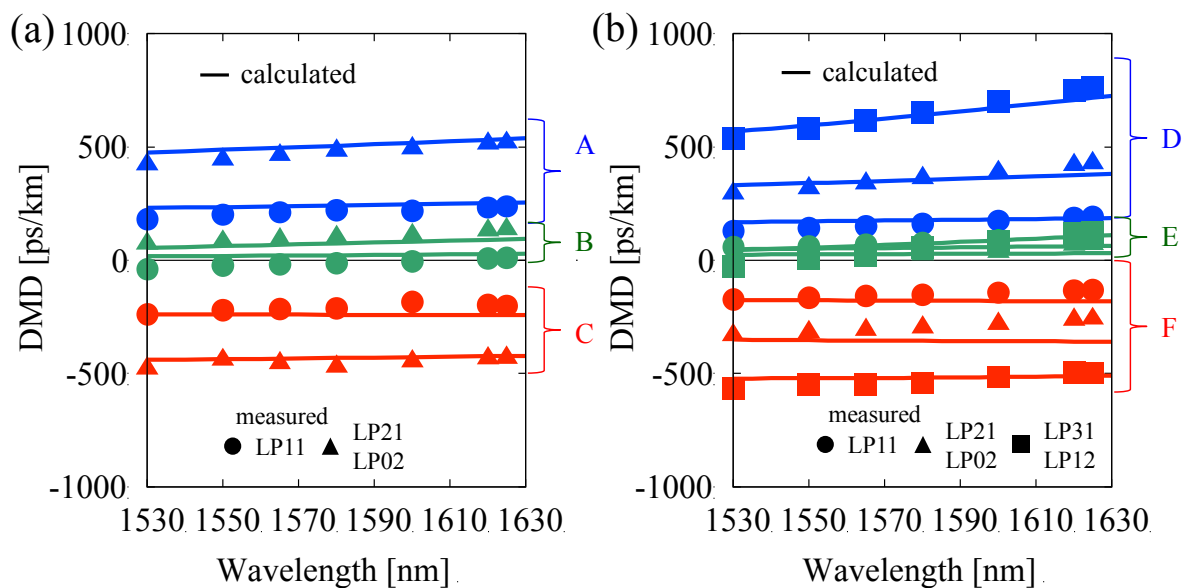 (a)
1000
500
0
-500
-1000
DMD [ps/km]
calculated
A
B
C
measured
LP11
LP21
LP02
1530 1550 1570 1590 1610 1630
Wavelength [nm]
(b)
1000
500
0
-500
-1000
DMD [ps/km]
calculated
D
E
F
measured
LP11
LP21
LP02
LP31
LP12
1530 1550 1570 1590 1610 1630
Wavelength [nm]